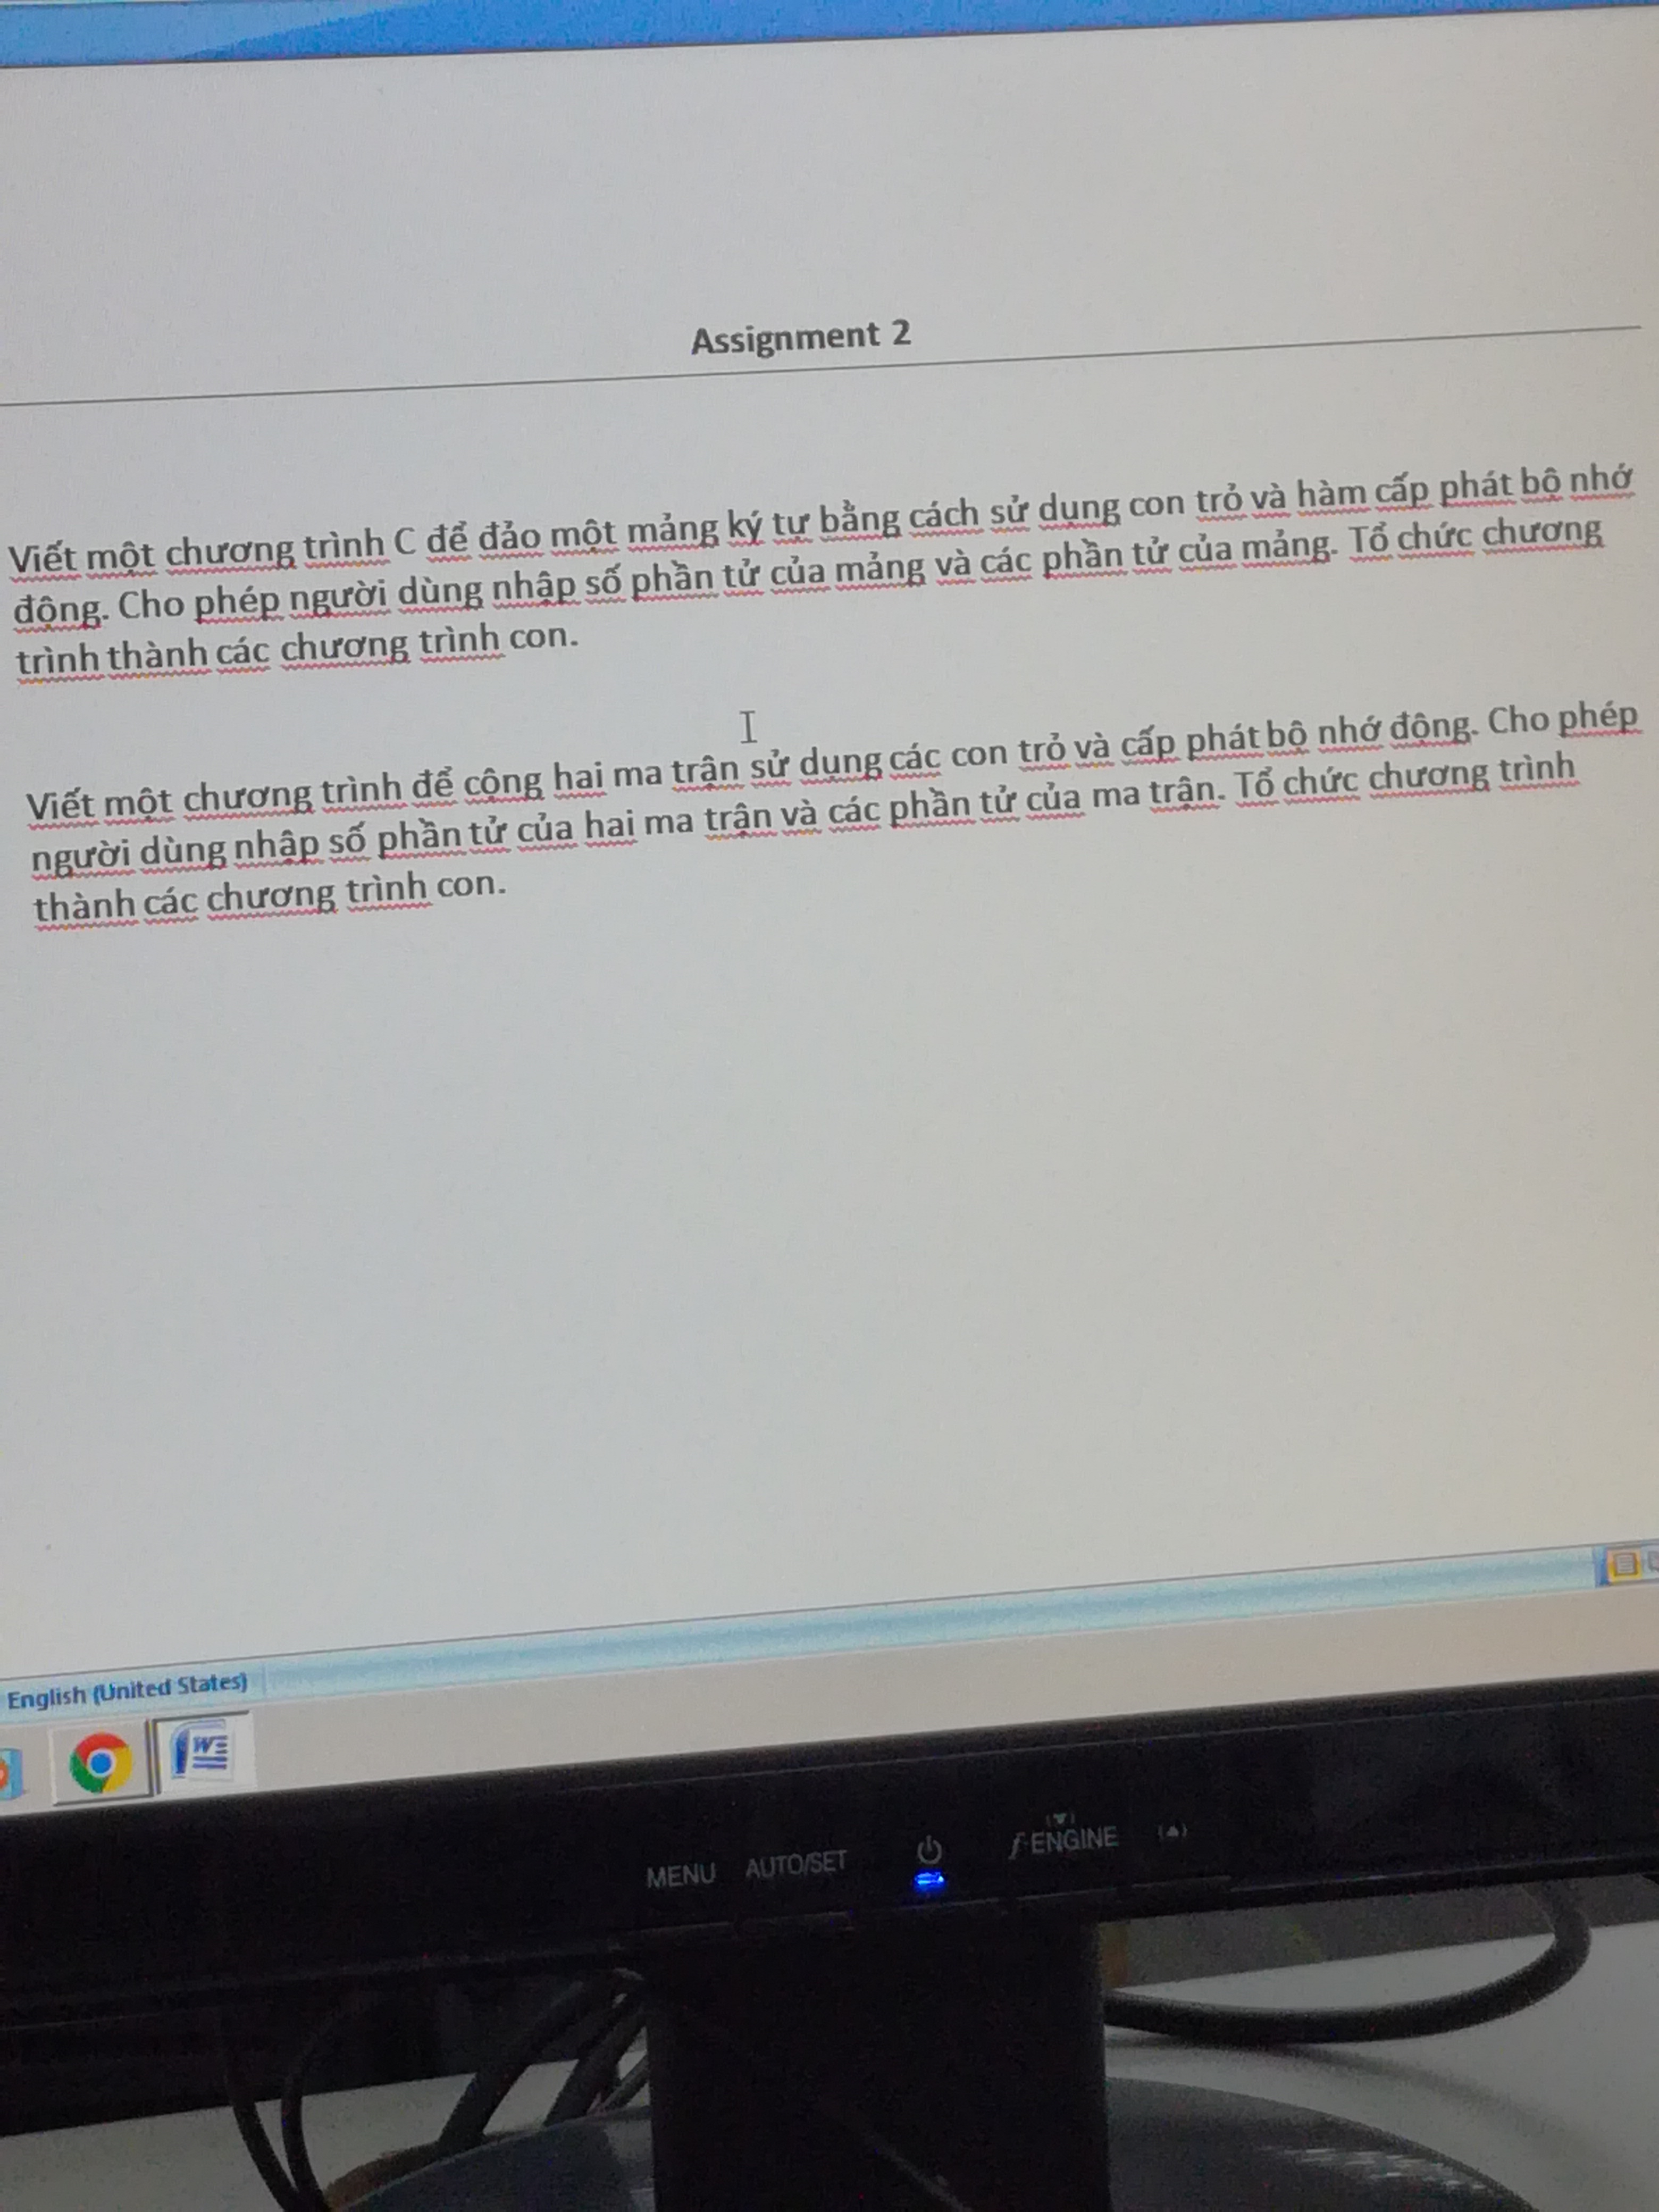 Assignment 2
Viết một chương trình C để đảo một mảng ký tự bằng cách sử dụng con trỏ và hàm cấp phát bộ nhớ
động. Cho phép người dùng nhập số phần tử của mảng và các phần tử của mảng. Tổ chức chương
trình thành các chương trình con.
Viết một chương trình để cộng hai ma trận sử dụng các con trỏ và cấp phát bộ nhớ động. Cho phép
người dùng nhập số phần tử của hai ma trận và các phần tử của ma trận. Tổ chức chương trình
thành các chương trình con.
English (United States)
W
MENU AUTO/SET f·ENGINE